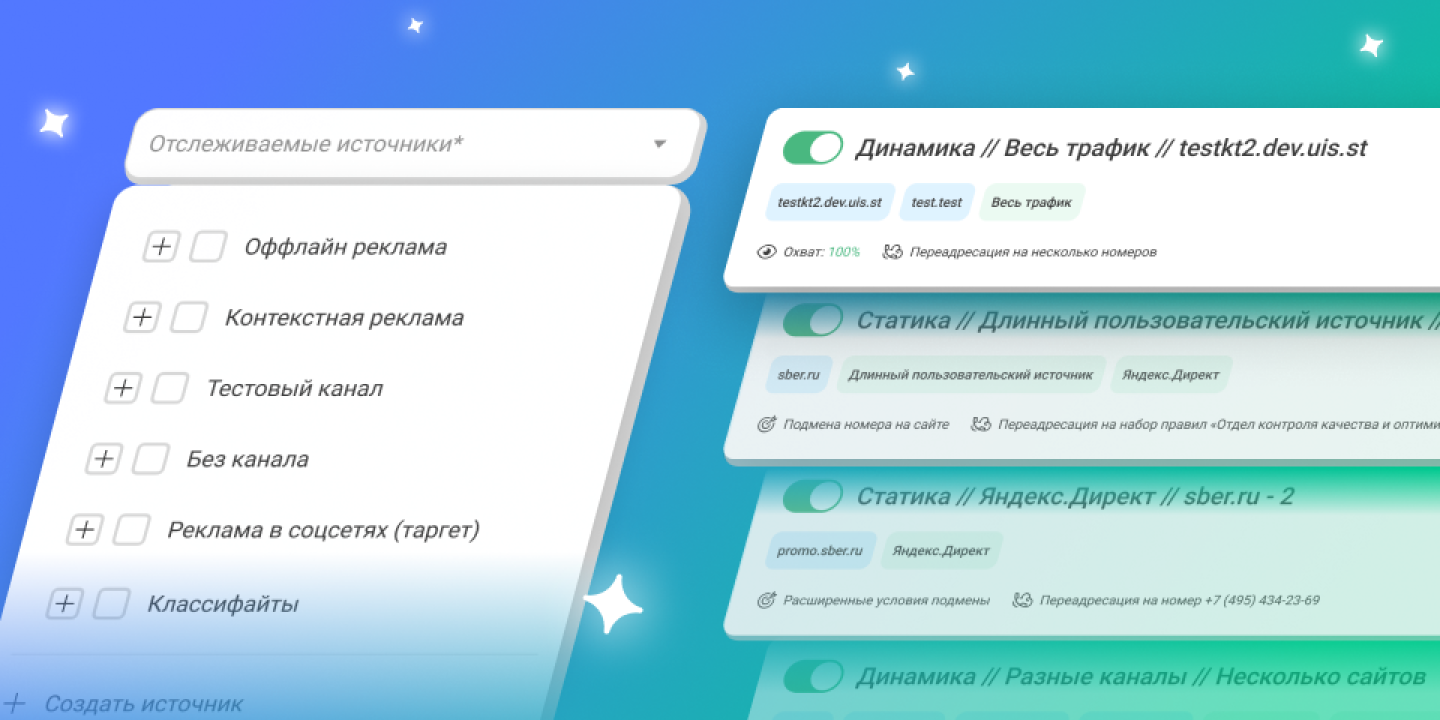 Отслеживаемые источники*
Оффлайн реклама
Контекстная реклама
Тестовый канал
Без канала
Реклама в соцсетях (таргет)
Классифайты
Создать источник
Динамика // Весь трафик // testkt2.dev.uis.st
testkt2.dev.uis.st test.test Весь трафик
Охват: 100% Переадресация на несколько номеров
Статика // Длинный пользовательский источник //
sber.ru Длинный пользовательский источник Яндекс.Директ
Подмена номера на сайте Переадресация на набор правил «Отдел контроля качества и оптими
Статика // Яндекс.Директ // sber.ru - 2
promo.sber.ru Яндекс.Директ
Расширенные условия подмены Переадресация на номер +7 (495) 434-23-69
Динамика // Разные каналы // Несколько сайтов